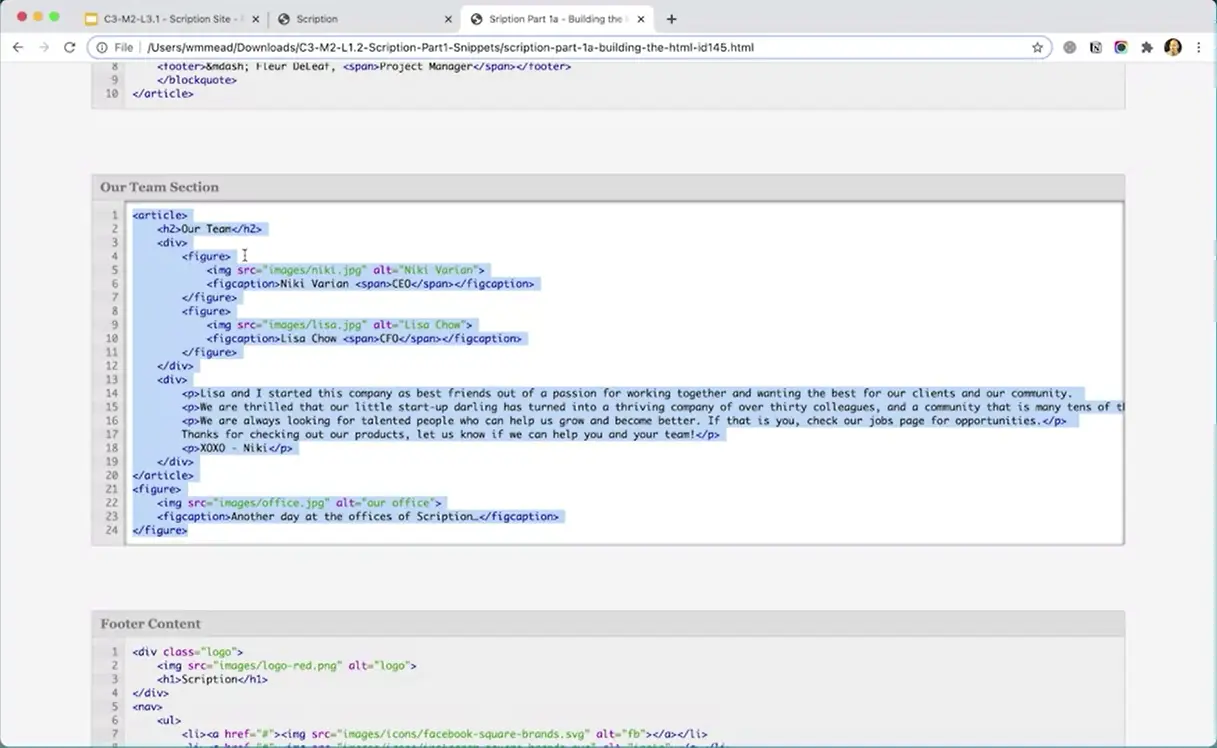 C3-M2-L3.1 - Scription Site -
Scription
Sription Part 1a - Building the
File /Users/wmmead/Downloads/C3-M2-L1.2-Scription-Part1-Snippets/scription-part-1a-building-the-html-id145.html
8 <footer>&mdash; Fleur DeLeaf, <span>Project Manager</span></footer>
9 </blockquote>
10 </article>
Our Team Section
1 <article>
2 <h2>Our Team</h2>
3 <div>
4 <figure>
5 <img src="images/niki.jpg" alt="Niki Varian">
6 <figcaption>Niki Varian <span>CEO</span></figcaption>
7 </figure>
8 <figure>
9 <img src="images/lisa.jpg" alt="Lisa Chow">
10 <figcaption>Lisa Chow <span>CFO</span></figcaption>
11 </figure>
12 </div>
13 <div>
14 <p>Lisa and I started this company as best friends out of a passion for working together and wanting the best for our clients and our community.
15 <p>We are thrilled that our little start-up darling has turned into a thriving company of over thirty colleagues, and a community that is many tens of
16 <p>We are always looking for talented people who can help us grow and become better. If that is you, check our jobs page for opportunities.</p>
17 Thanks for checking out our products, let us know if we can help you and your team!</p>
18 <p>XOXO - Niki</p>
19 </div>
20 </article>
21 <figure>
22 <img src="images/office.jpg" alt="our office">
23 <figcaption>Another day at the offices of Scription…</figcaption>
24 </figure>
Footer Content
1 <div class="logo">
2 <img src="images/logo-red.png" alt="logo">
3 <h1>Scription</h1>
4 </div>
5 <nav>
6 <ul>
7 <li><a href="#"><img src="images/icons/facebook-square-brands.svg" alt="fb"></a></li>